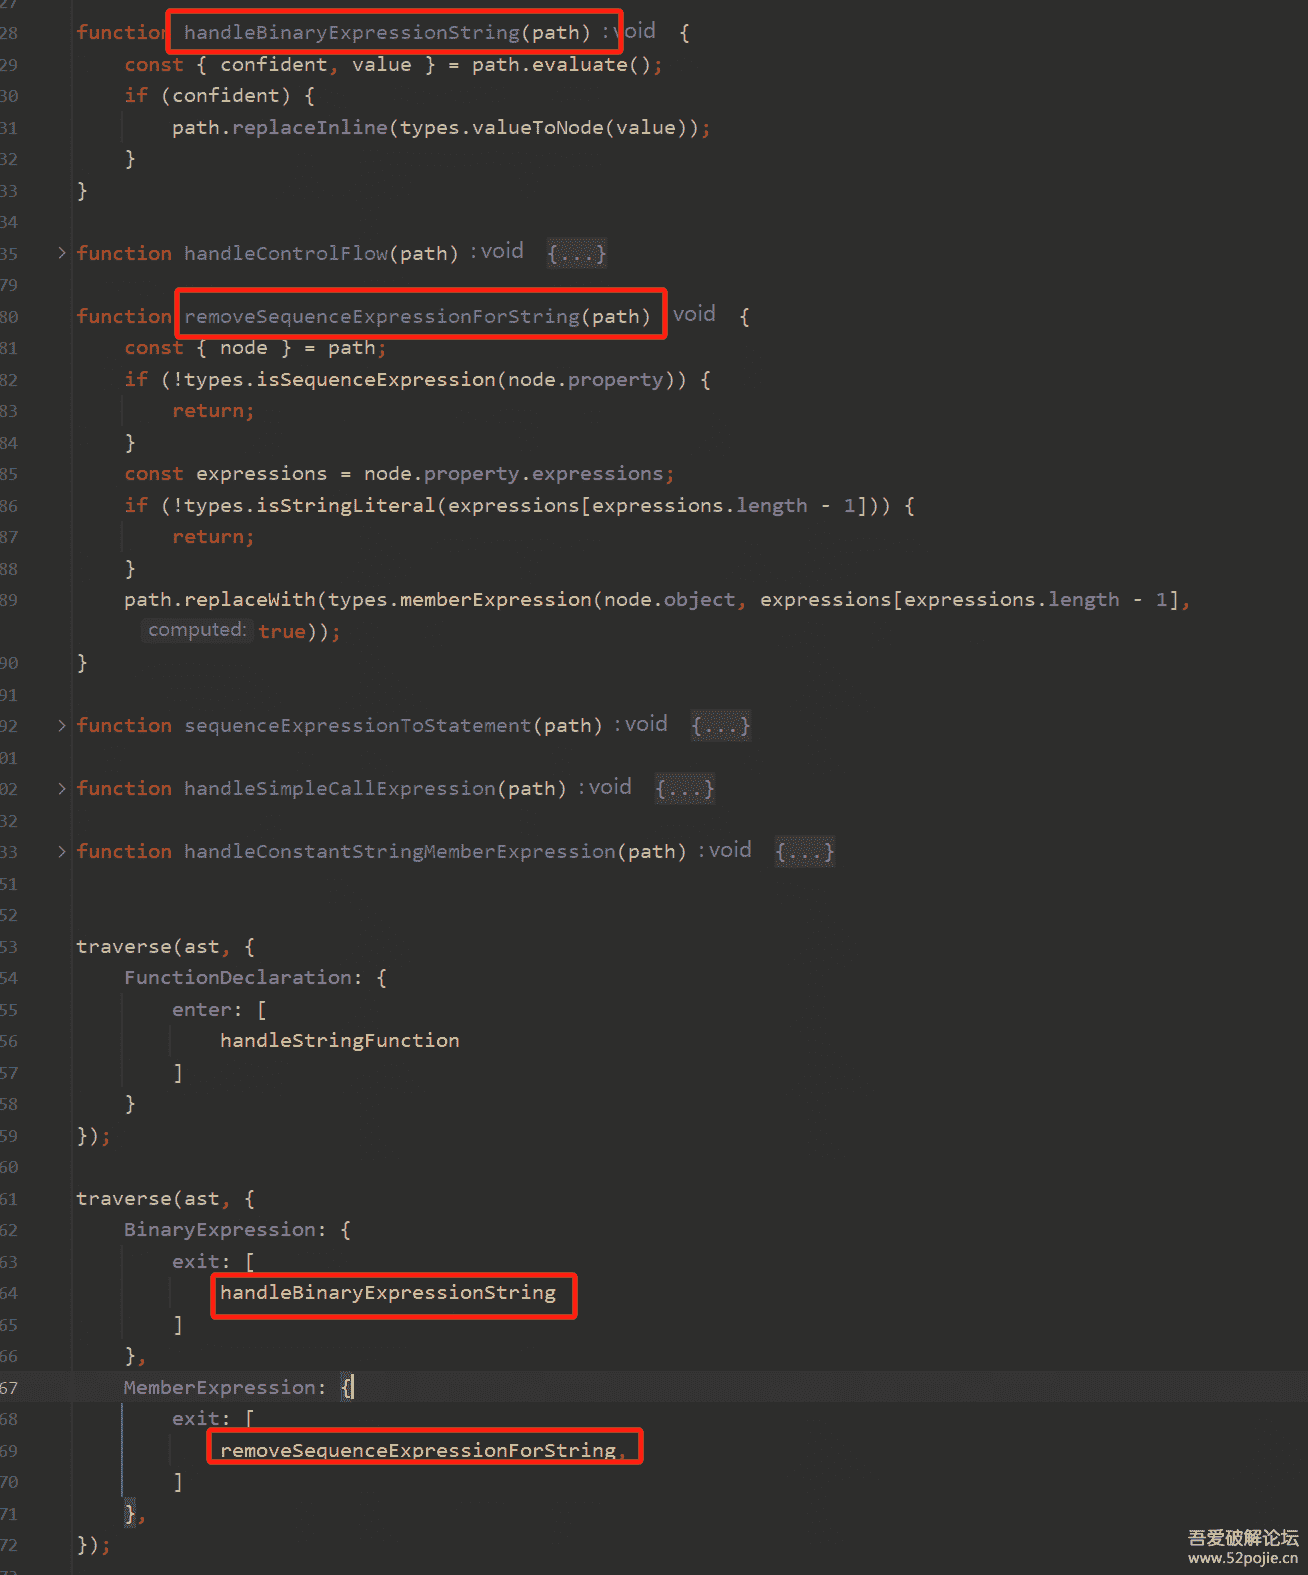 27
28 function handleBinaryExpressionString(path) : void {
29 const { confident, value } = path.evaluate();
30 if (confident) {
31 path.replaceInline(types.valueToNode(value));
32 }
33 }
34
35 > function handleControlFlow(path) : void {...}
79
80 function removeSequenceExpressionForString(path) void {
81 const { node } = path;
82 if (!types.isSequenceExpression(node.property)) {
83 return;
84 }
85 const expressions = node.property.expressions;
86 if (!types.isStringLiteral(expressions[expressions.length - 1])) {
87 return;
88 }
89 path.replaceWith(types.memberExpression(node.object, expressions[expressions.length - 1],
computed: true));
90 }
91
92 > function sequenceExpressionToStatement(path) : void {...}
01
02 > function handleSimpleCallExpression(path) : void {...}
32
33 > function handleConstantStringMemberExpression(path) : void {...}
51
52
53 traverse(ast, {
54 FunctionDeclaration: {
55 enter: [
56 handleStringFunction
57 ]
58 }
59 });
60
61 traverse(ast, {
62 BinaryExpression: {
63 exit: [
64 handleBinaryExpressionString
65 ]
66 },
67 MemberExpression: {
68 exit: [
69 removeSequenceExpressionForString,
70 ]
71 },
72 });
吾爱破解论坛
www.52pojie.cn